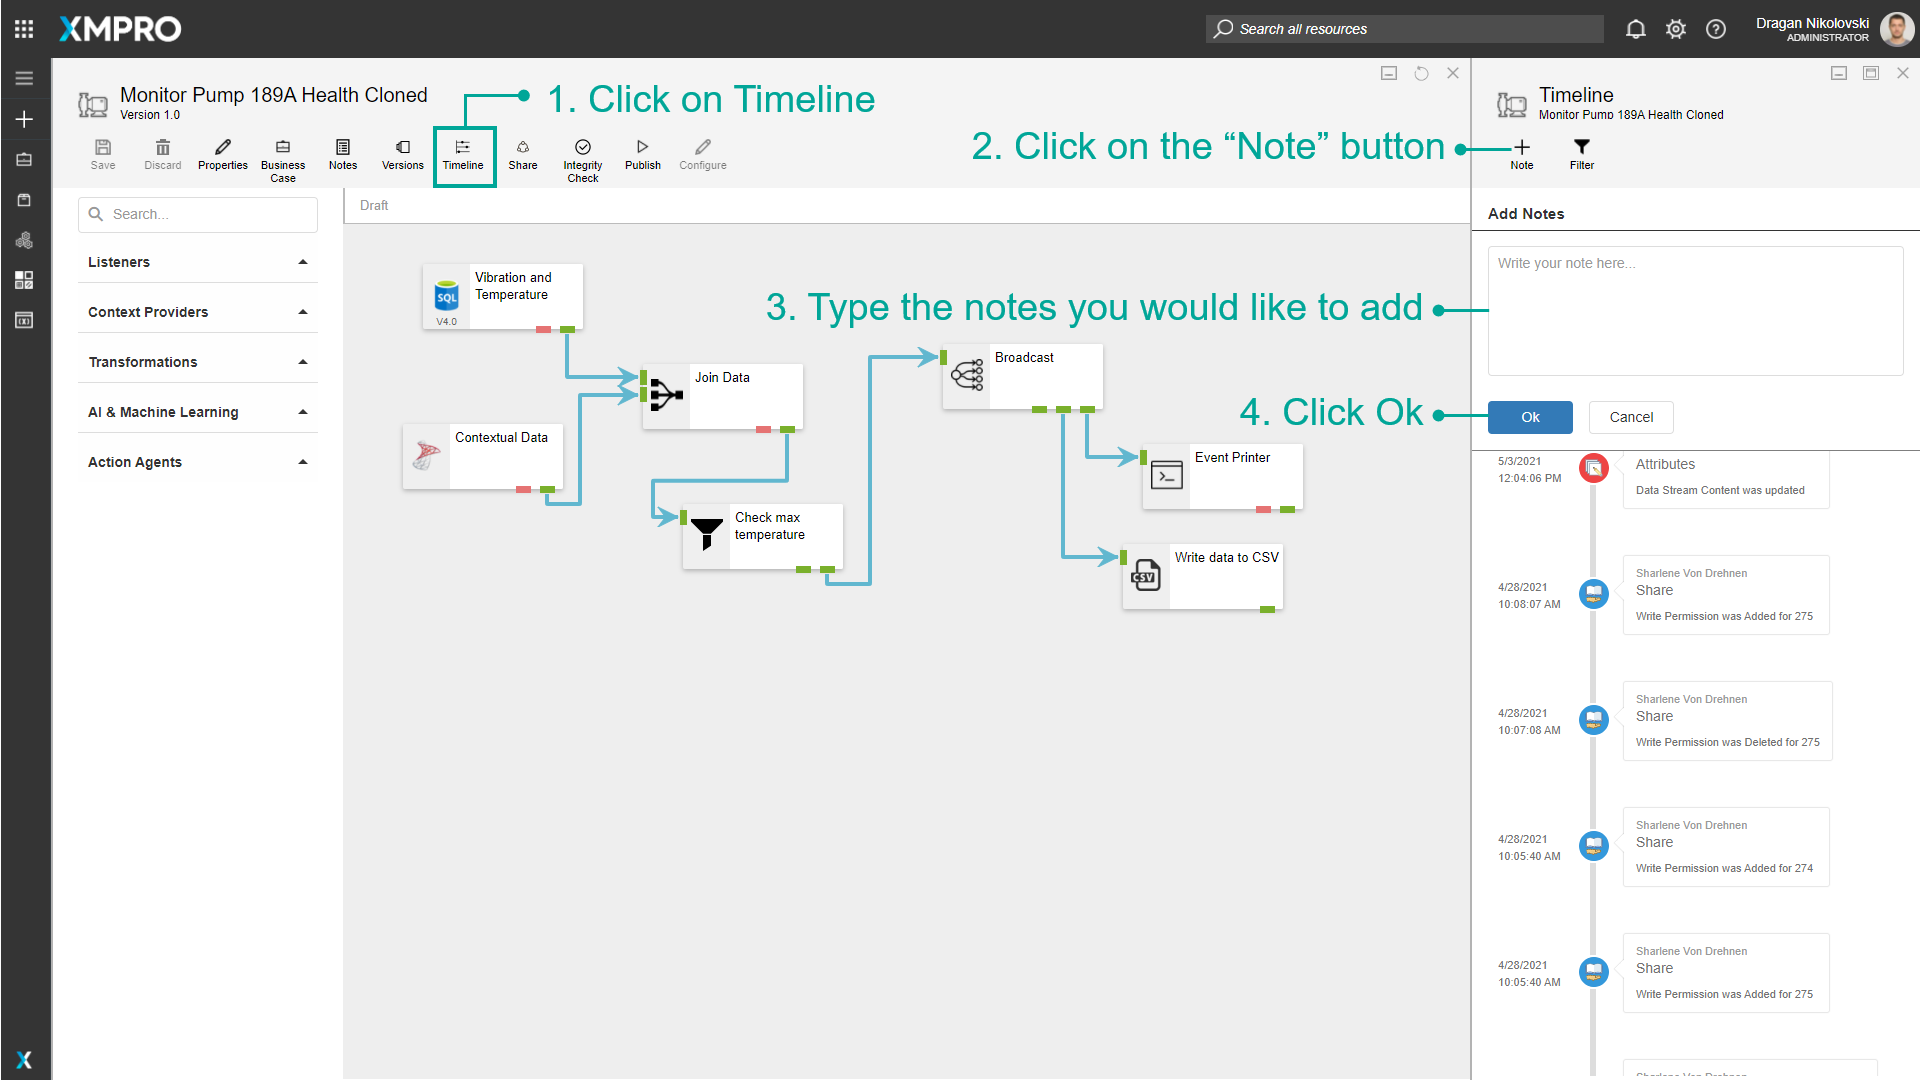 XMPRO
Search all resources
Dragan Nikolovski
ADMINISTRATOR
Monitor Pump 189A Health Cloned
Version 1.0
1. Click on Timeline
Save
Discard
Properties
Business
Case
Notes
Versions
Timeline
Share
Integrity
Check
Publish
Configure
Timeline
Monitor Pump 189A Health Cloned
2. Click on the “Note” button
Note
Filter
Search...
Listeners
Context Providers
Transformations
AI & Machine Learning
Action Agents
Draft
SQL
V4.0
Vibration and
Temperature
Join Data
Contextual Data
Check max
temperature
Broadcast
Event Printer
CSV
Write data to CSV
Add Notes
Write your note here...
3. Type the notes you would like to add
4. Click Ok
Ok
Cancel
5/3/2021
12:04:06 PM
Attributes
Data Stream Content was updated
4/28/2021
10:08:07 AM
Sharlene Von Drehnen
Share
Write Permission was Added for 275
4/28/2021
10:07:08 AM
Sharlene Von Drehnen
Share
Write Permission was Deleted for 275
4/28/2021
10:05:40 AM
Sharlene Von Drehnen
Share
Write Permission was Added for 274
4/28/2021
10:05:40 AM
Sharlene Von Drehnen
Share
Write Permission was Added for 275
Sharlene Von Drehnen
X